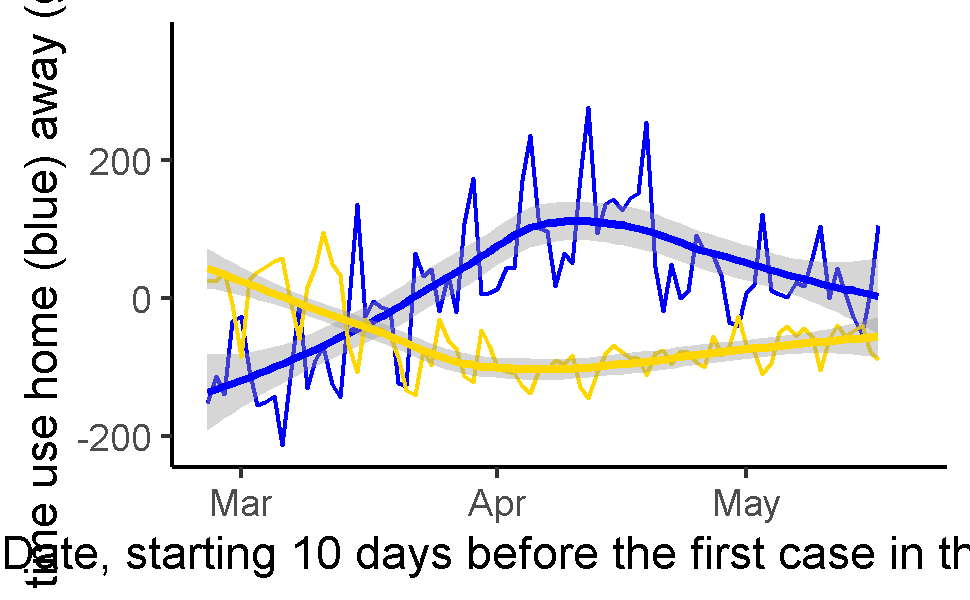 time use home (blue) away (
200
0
-200
Mar Apr May
Date, starting 10 days before the first case in th